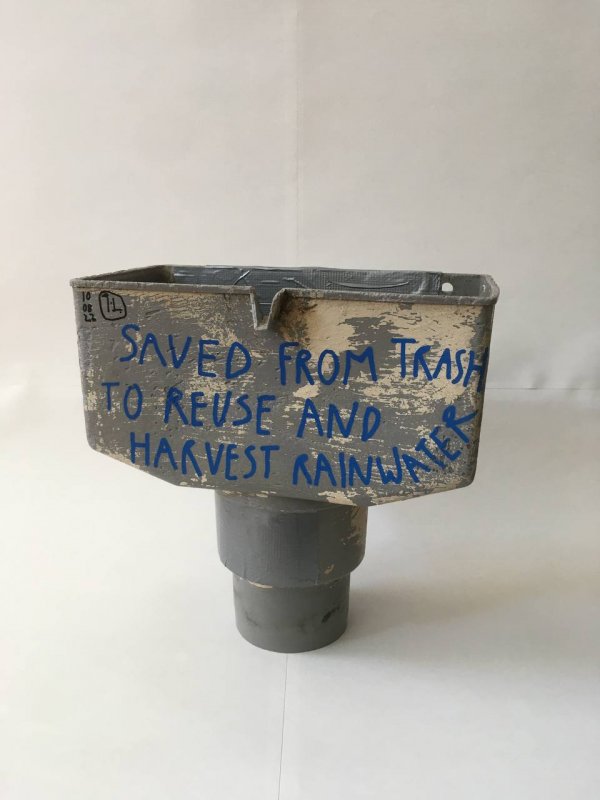 10
08
22
SAVED FROM TRASH
TO REUSE AND
HARVEST RAINWATER